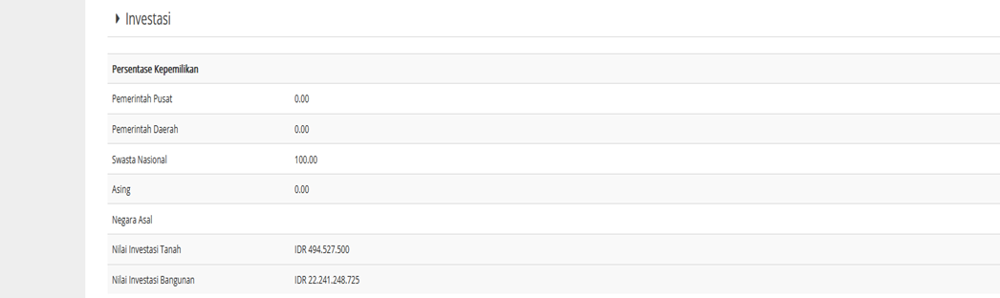 Investasi
Persentase Kepemilikan
Pemerintah Pusat 0.00
Pemerintah Daerah 0.00
Swasta Nasional 100.00
Asing 0.00
Negara Asal
Nilai Investasi Tanah IDR 494.527.500
Nilai Investasi Bangunan IDR 22.241.248.725